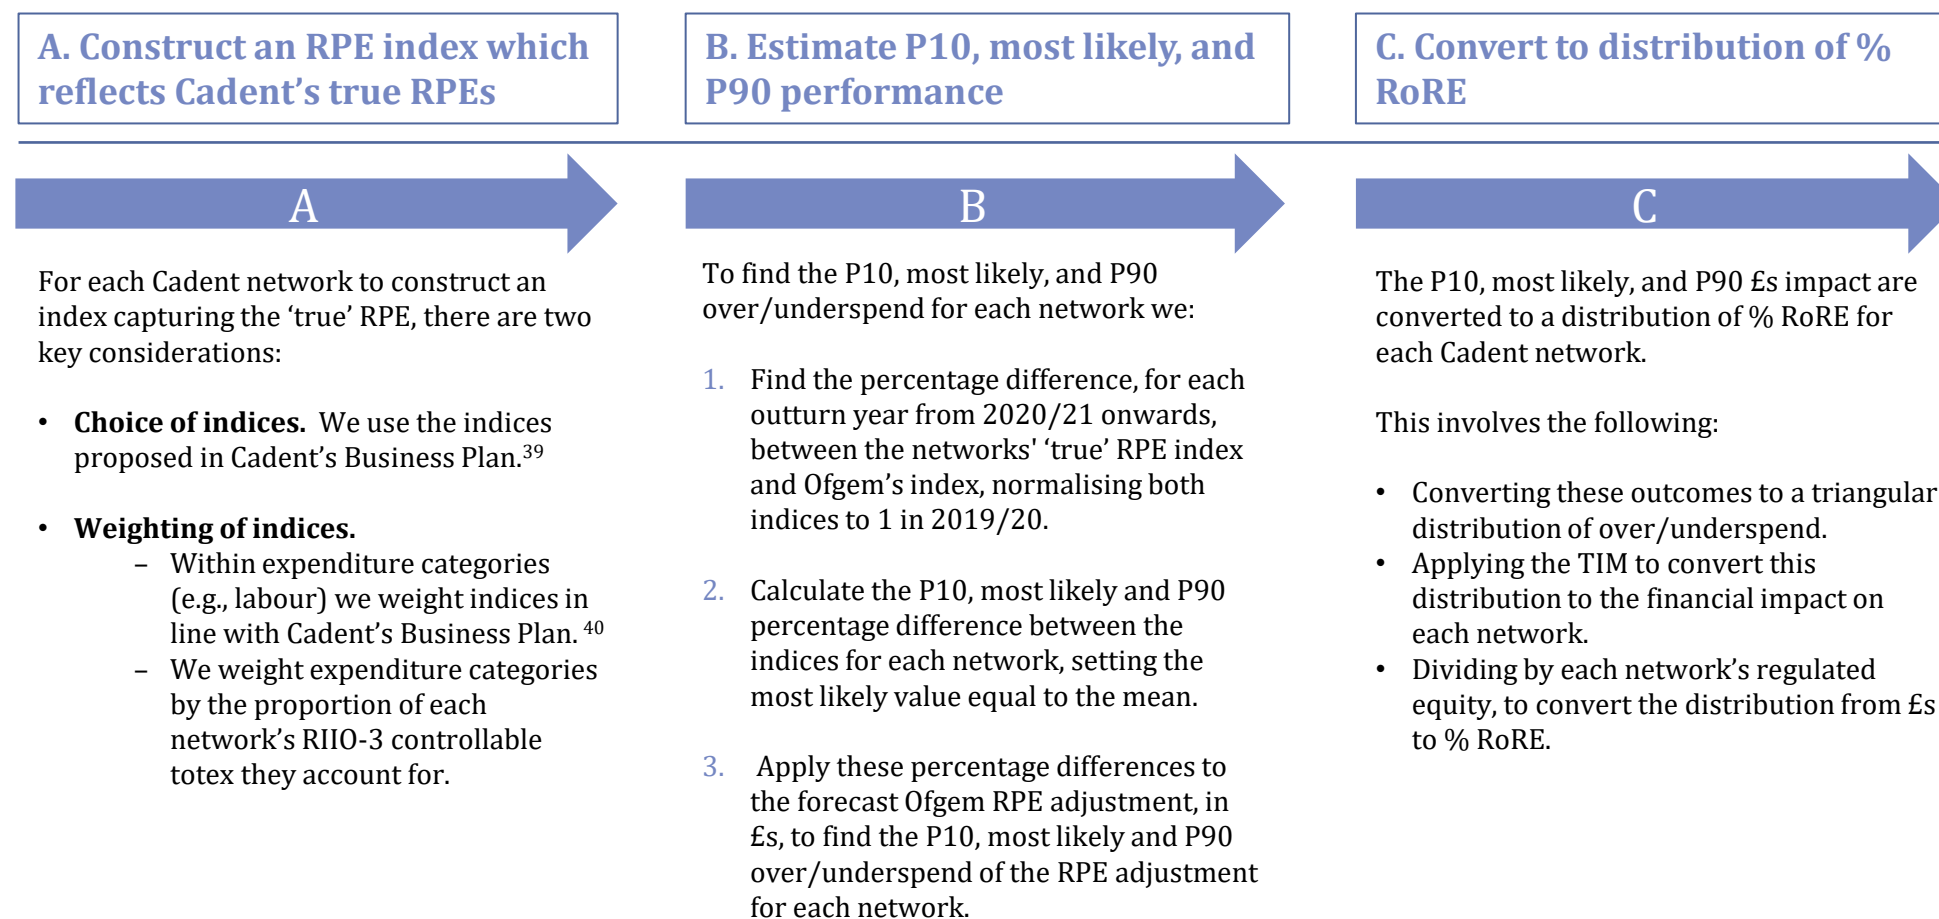 A. Construct an RPE index which
reflects Cadent's true RPEs
B. Estimate P10, most likely, and
P90 performance
C. Convert to distribution of %
RoRE
A
B
C
For each Cadent network to construct an
index capturing the ‘true’ RPE, there are two
key considerations:
• Choice of indices. We use the indices
proposed in Cadent’s Business Plan.³⁹
• Weighting of indices.
– Within expenditure categories
(e.g., labour) we weight indices in
line with Cadent’s Business Plan. ⁴⁰
– We weight expenditure categories
by the proportion of each
network’s RIIO-3 controllable
totex they account for.
To find the P10, most likely, and P90
over/underspend for each network we:
1. Find the percentage difference, for each
outturn year from 2020/21 onwards,
between the networks' ‘true’ RPE index
and Ofgem’s index, normalising both
indices to 1 in 2019/20.
2. Calculate the P10, most likely and P90
percentage difference between the
indices for each network, setting the
most likely value equal to the mean.
3. Apply these percentage differences to
the forecast Ofgem RPE adjustment, in
£s, to find the P10, most likely and P90
over/underspend of the RPE adjustment
for each network.
The P10, most likely, and P90 £s impact are
converted to a distribution of % RoRE for
each Cadent network.
This involves the following:
• Converting these outcomes to a triangular
distribution of over/underspend.
• Applying the TIM to convert this
distribution to the financial impact on
each network.
• Dividing by each network’s regulated
equity, to convert the distribution from £s
to % RoRE.